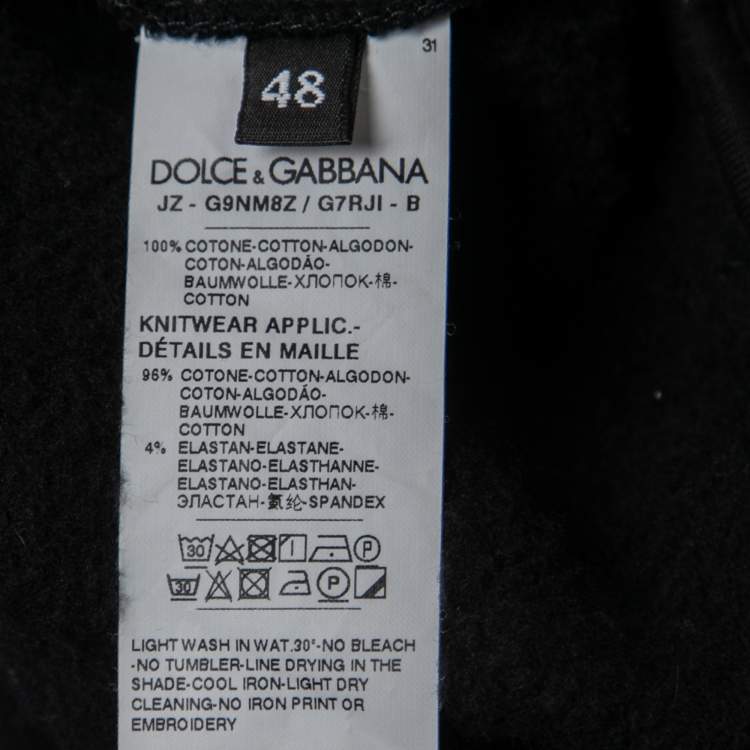 31
48
DOLCE & GABBANA
JZ - G9NM8Z / G7RJI - B
100% COTONE-COTTON-ALGODON-
COTON-ALGODÃO-
BAUMWOLLE-ХЛОПОК-棉-
COTTON
KNITWEAR APPLIC.-
DÉTAILS EN MAILLE
96% COTONE-COTTON-ALGODON-
COTON-ALGODÃO-
BAUMWOLLE-ХЛОПОК-棉-
COTTON
4% ELASTAN-ELASTANE-
ELASTANO-ELASTHANNE-
ELASTANO-ELASTHAN-
ЭЛАСТАН-氨纶-SPANDEX
30 P
30 P
LIGHT WASH IN WAT.30°-NO BLEACH
-NO TUMBLER-LINE DRYING IN THE
SHADE-COOL IRON-LIGHT DRY
CLEANING-NO IRON PRINT OR
EMBROIDERY